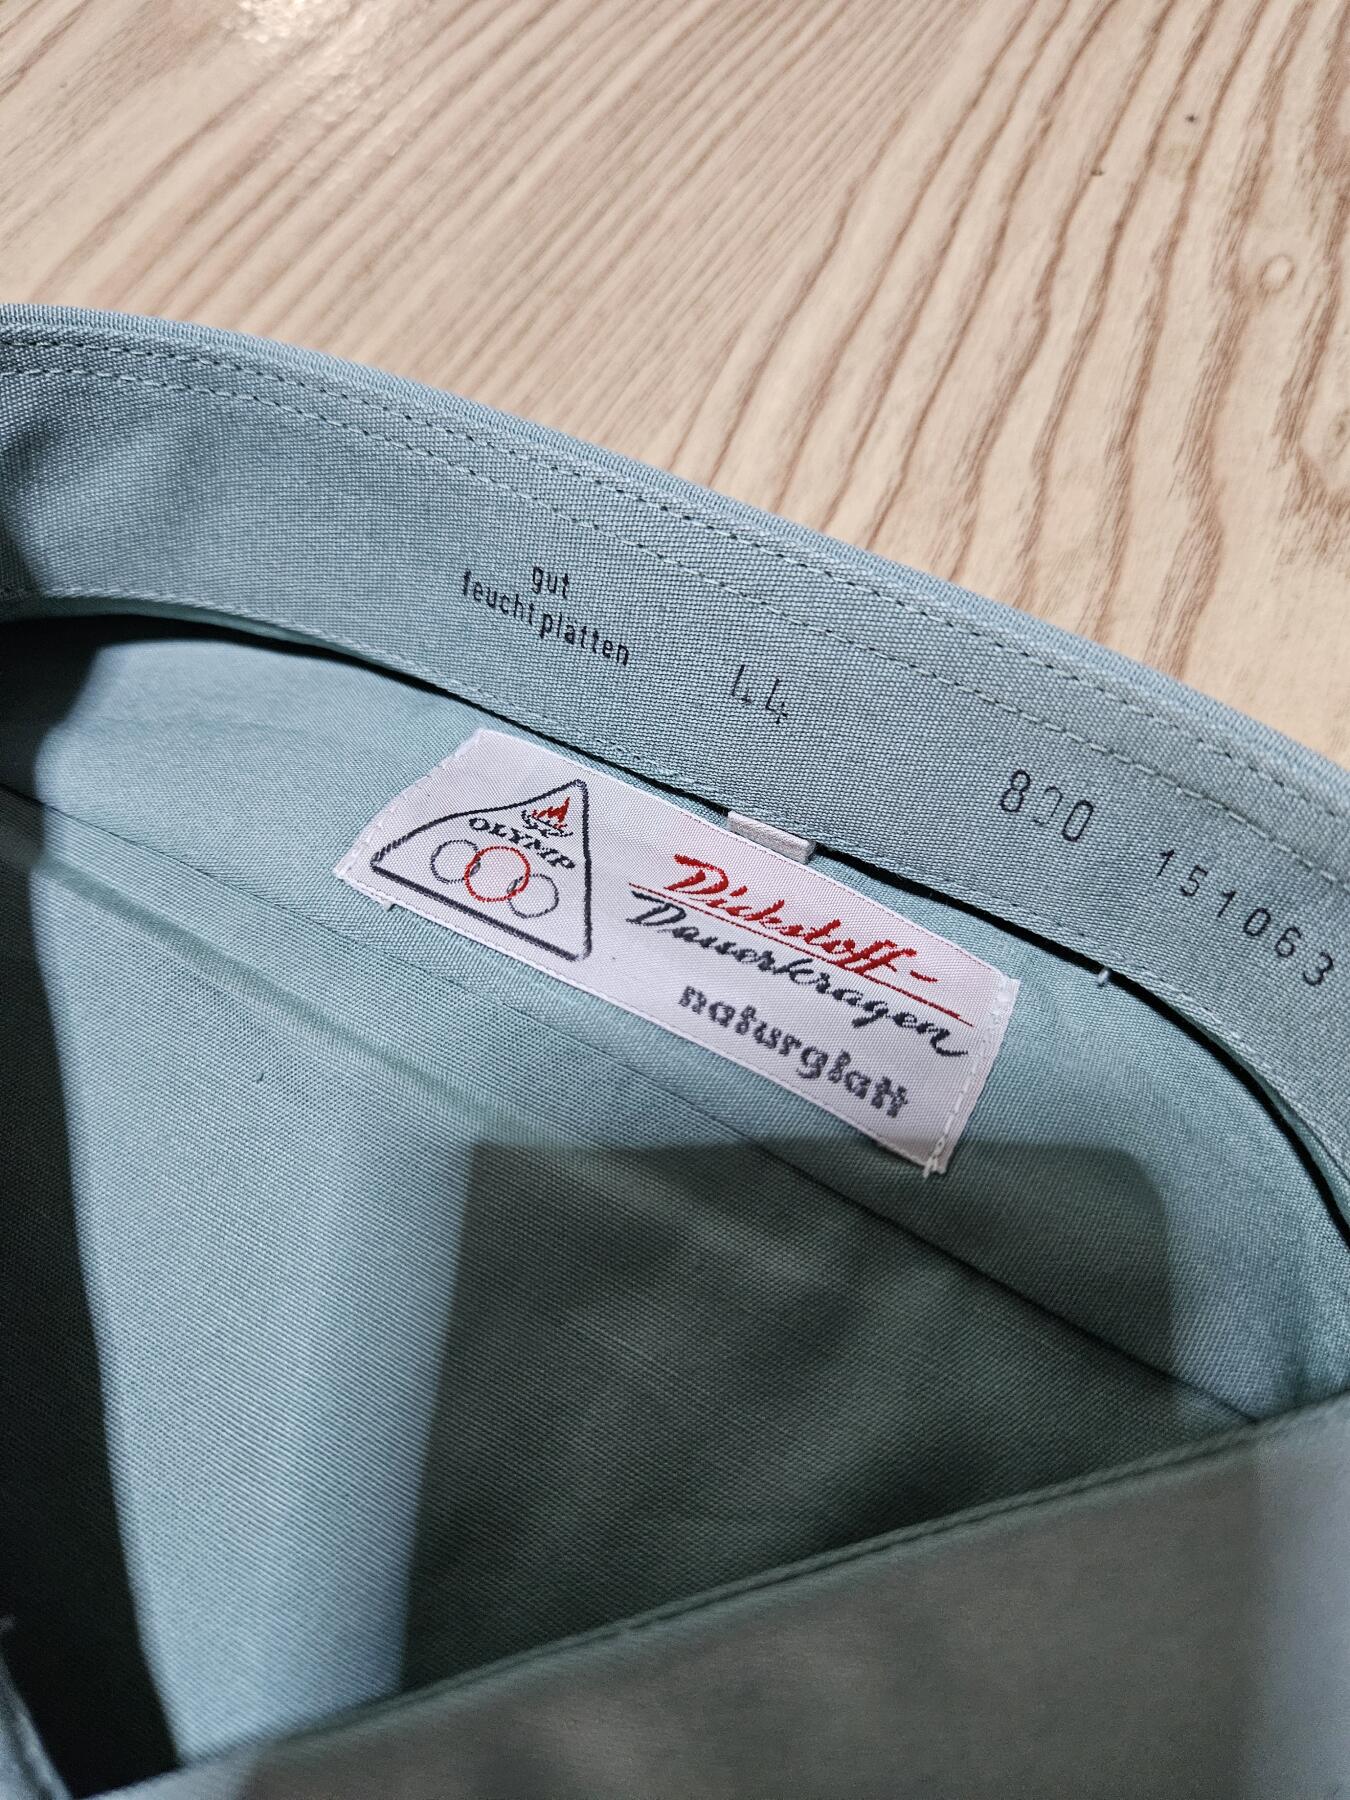 gut
feucht platten
44
800 151063
OLYMP
Dickstoff-
Dauerkragen
naturglatt